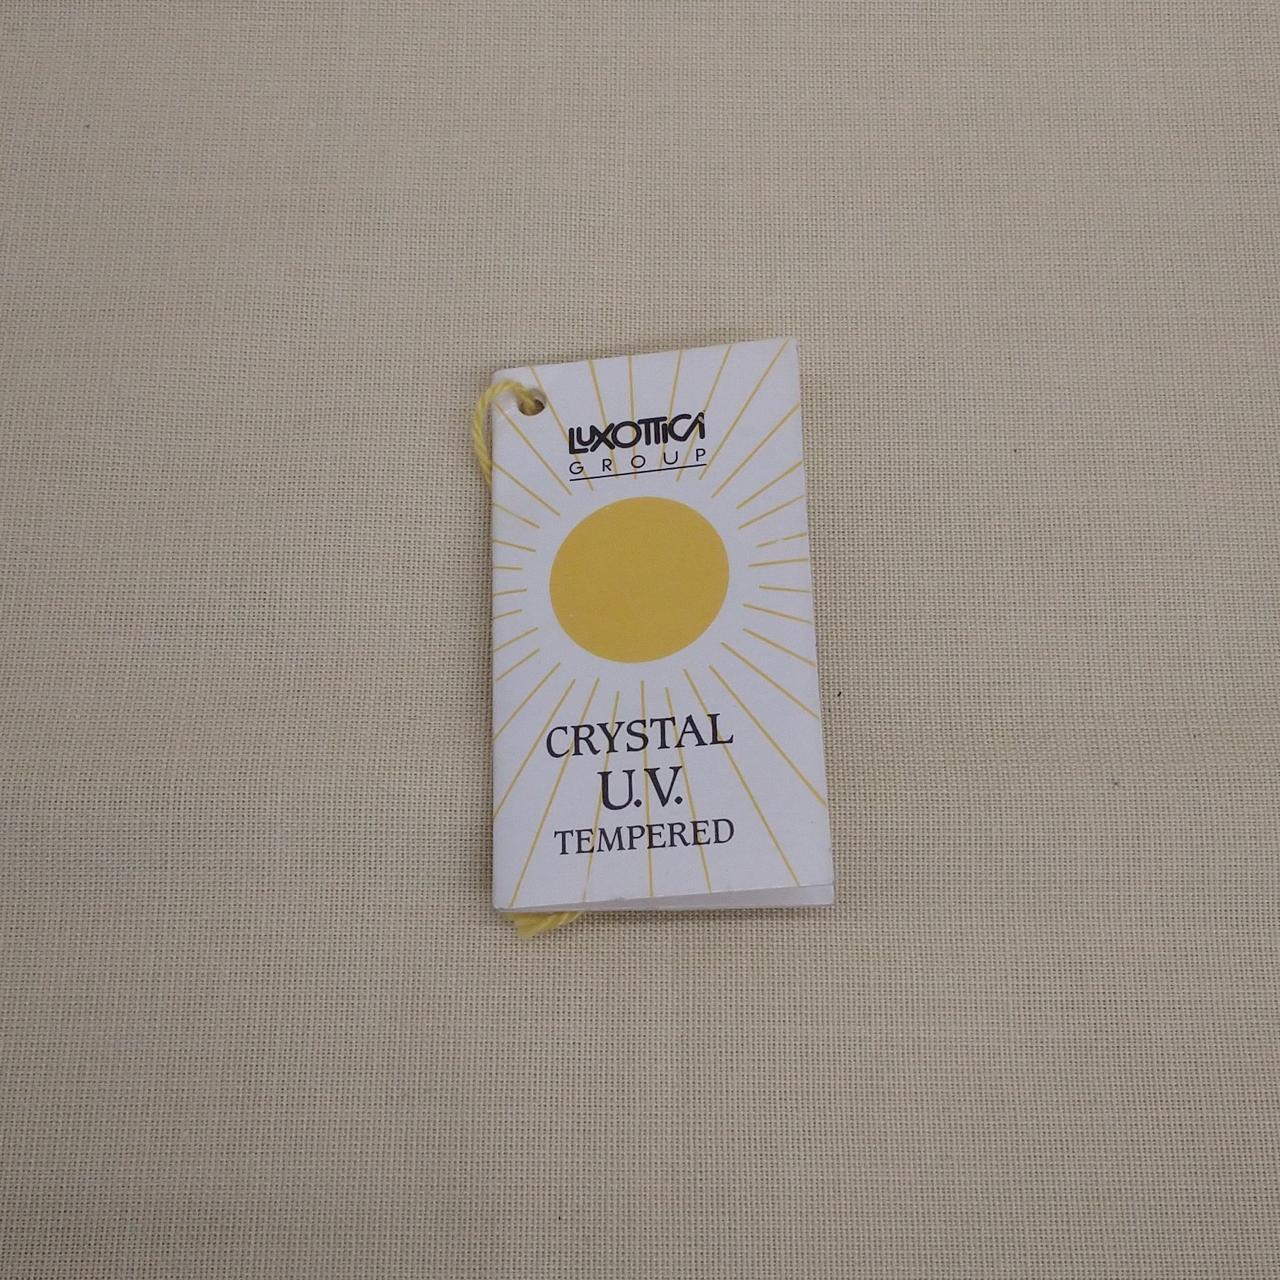 LUXOTTICA
GROUP
CRYSTAL
U.V.
TEMPERED